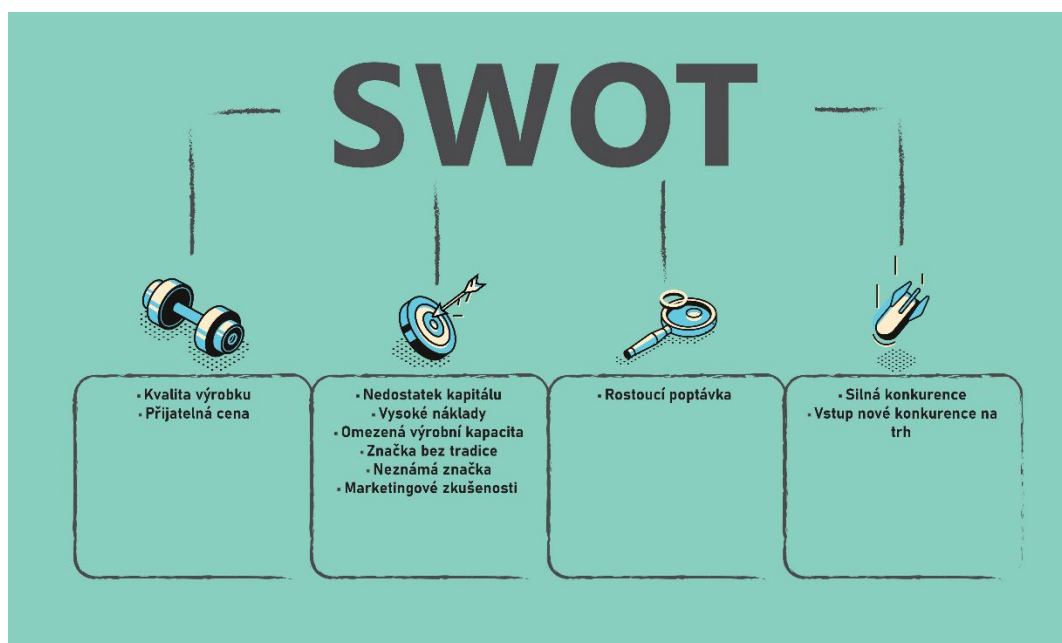 SWOT
▪ Kvalita výrobku
▪ Přijatelná cena
▪ Nedostatek kapitálu
▪ Vysoké náklady
▪ Omezená výrobní kapacita
▪ Značka bez tradice
▪ Neznámá značka
▪ Marketingové zkušenosti
▪ Rostoucí poptávka
▪ Silná konkurence
▪ Vstup nové konkurence na
trh